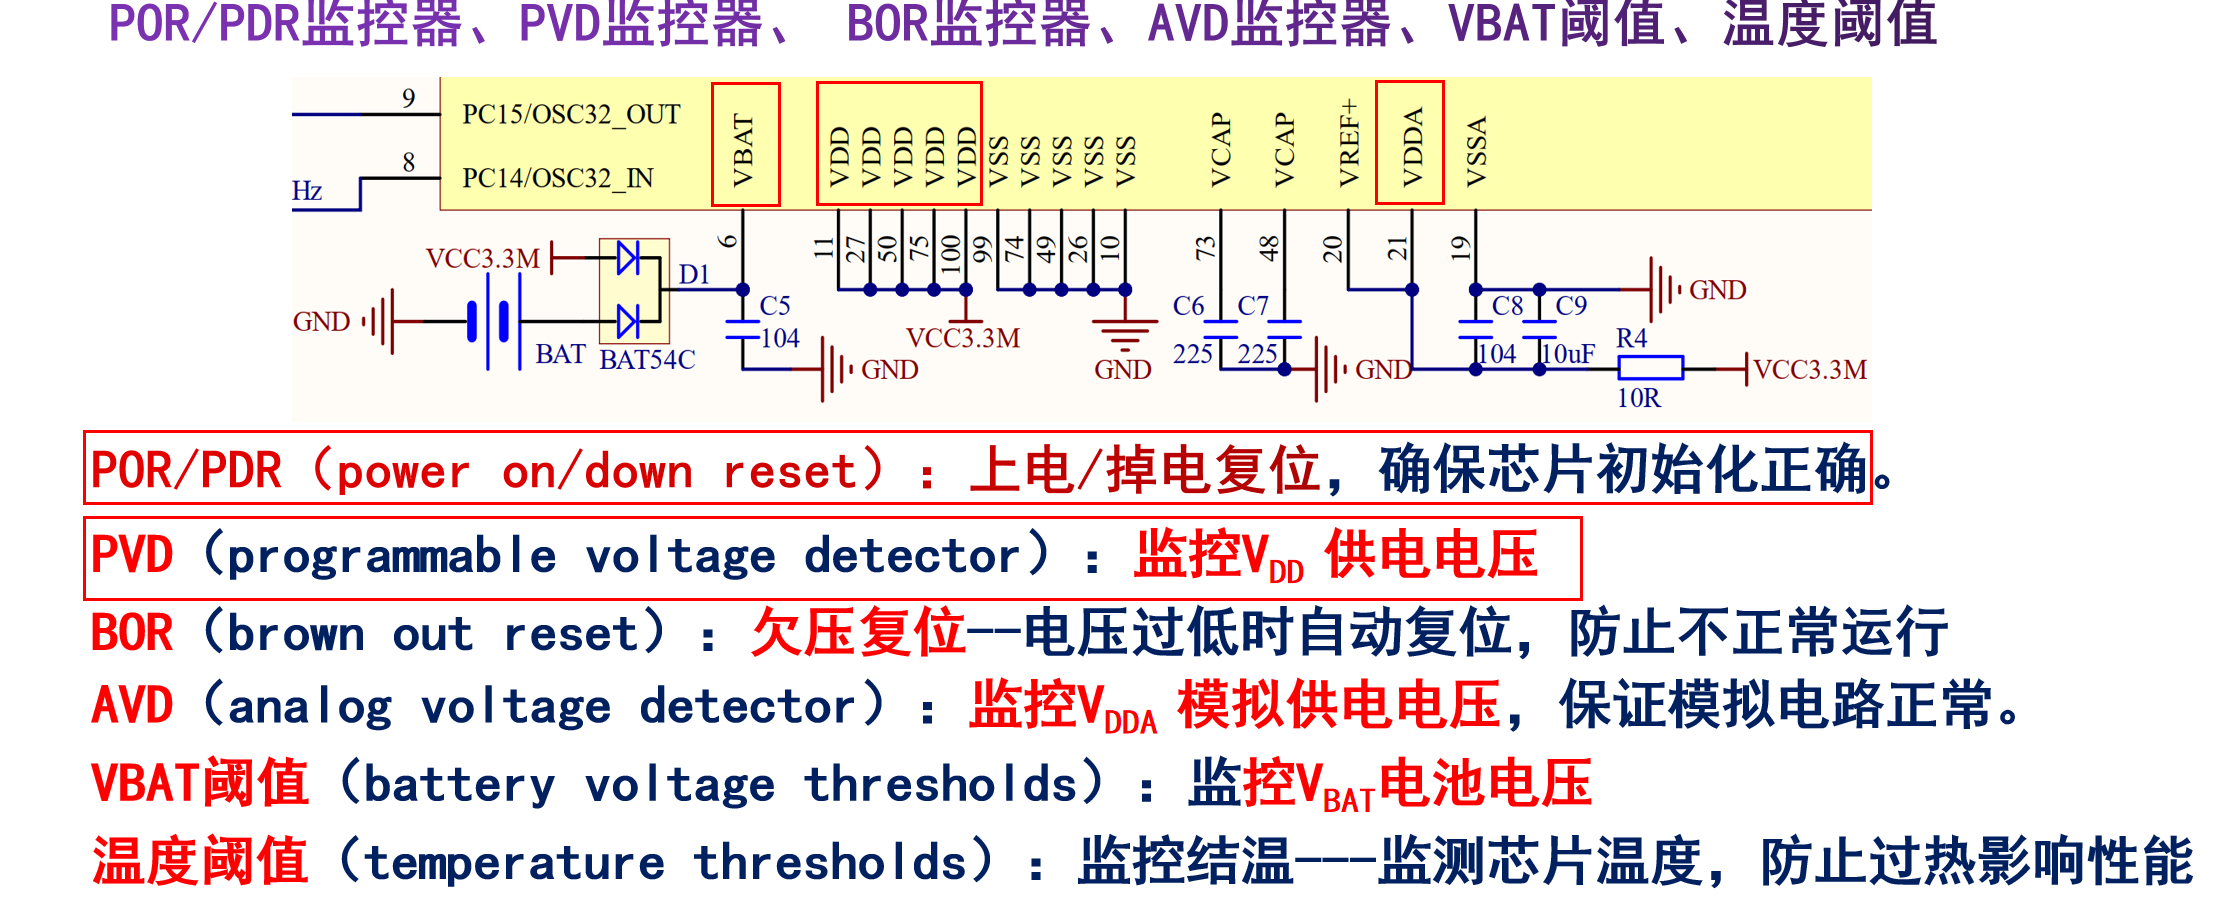 POR/PDR监控器、PVD监控器、 BOR监控器、AVD监控器、VBAT阈值、温度阈值
9 PC15/OSC32_OUT
8 PC14/OSC32_IN
Hz
VBAT VDD VDD VDD VDD VDD VSS VSS VSS VSS VSS VCAP VCAP VREF+ VDDA VSSA
6 11 27 50 75 100 99 74 49 26 10 73 48 20 21 19
VCC3.3M D1
GND BAT BAT54C
C5 104 GND
VCC3.3M
GND
C6 225 C7 225 GND
C8 104 C9 10uF GND
R4 10R VCC3.3M
POR/PDR（power on/down reset）：上电/掉电复位，确保芯片初始化正确。
PVD（programmable voltage detector）：监控VDD 供电电压
BOR（brown out reset）：欠压复位--电压过低时自动复位，防止不正常运行
AVD（analog voltage detector）：监控VDDA 模拟供电电压，保证模拟电路正常。
VBAT阈值（battery voltage thresholds）：监控VBAT电池电压
温度阈值（temperature thresholds）：监控结温---监测芯片温度，防止过热影响性能